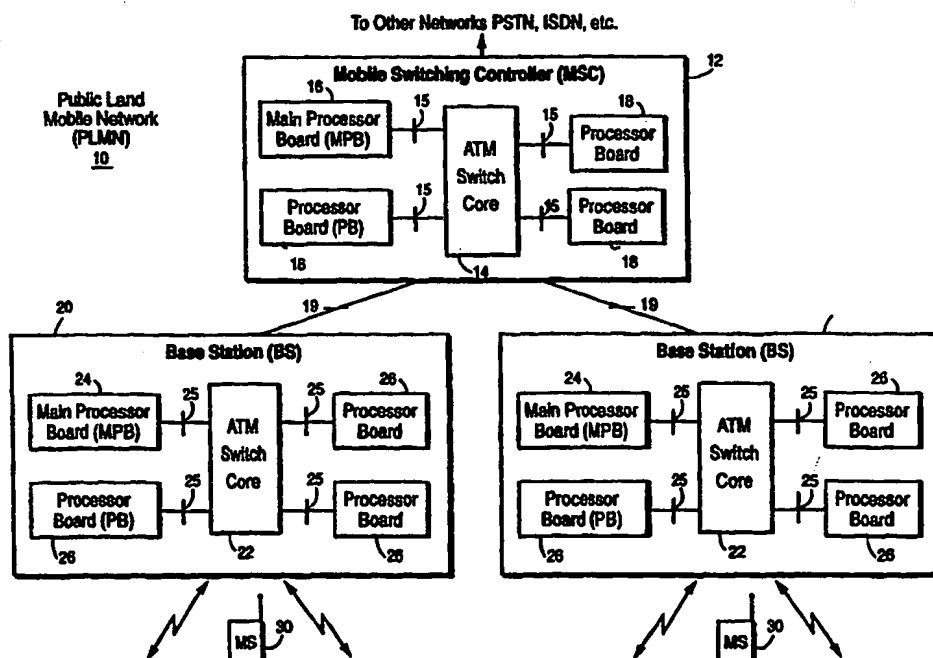 To Other Networks PSTN, ISDN, etc.
12
Mobile Switching Controller (MSC)
Public Land
Mobile Network
(PLMN)
10
16
15
Main Processor
Board (MPB)
ATM
Switch
Core
15
18
Processor
Board
15
Processor
Board (PB)
18
14
15
Processor
Board
18
19
19
20
Base Station (BS)
24
25
Main Processor
Board (MPB)
ATM
Switch
Core
25
26
Processor
Board
25
Processor
Board (PB)
26
22
25
Processor
Board
26
MS
30
Base Station (BS)
24
25
Main Processor
Board (MPB)
ATM
Switch
Core
25
26
Processor
Board
25
Processor
Board (PB)
26
22
25
Processor
Board
26
MS
30